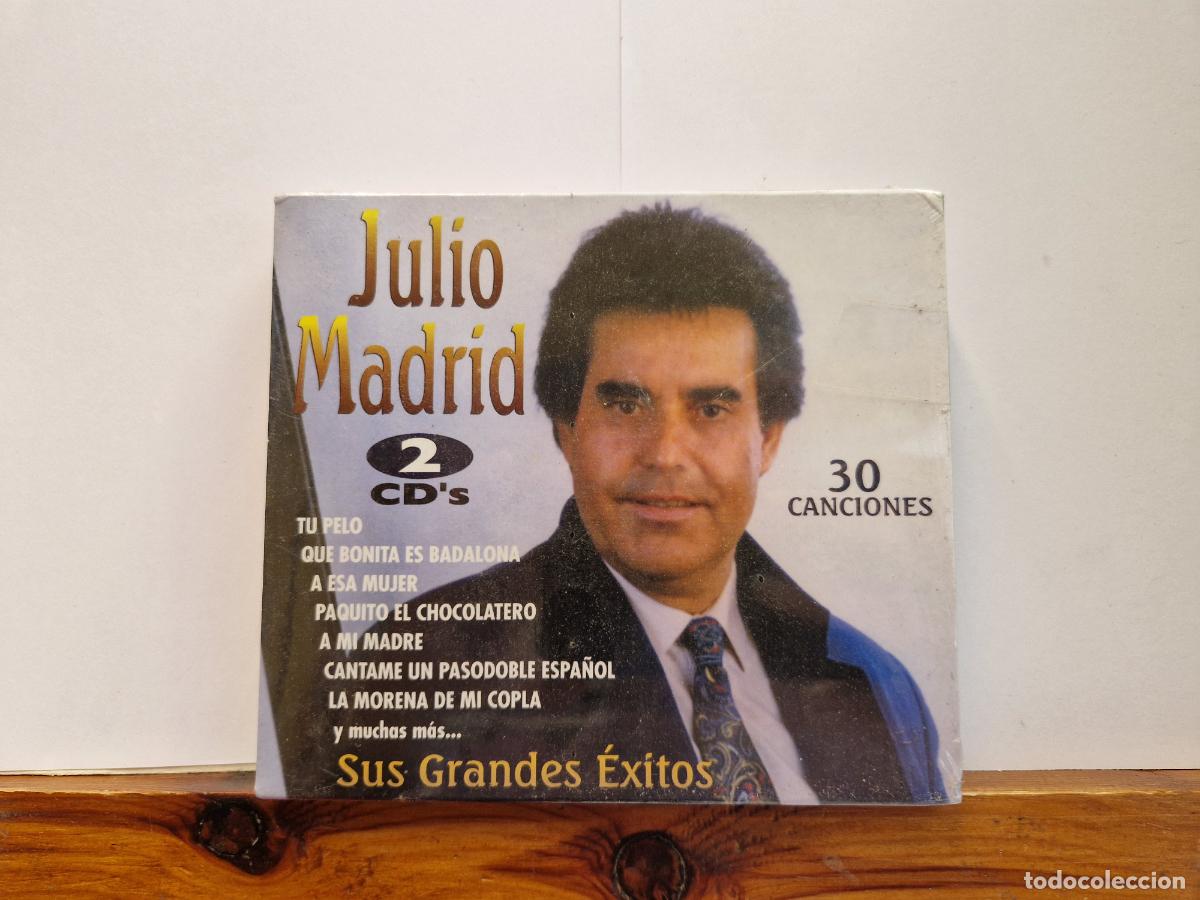 Julio
Madrid
2
CD's
30
CANCIONES
TU PELO
QUE BONITA ES BADALONA
A ESA MUJER
PAQUITO EL CHOCOLATERO
A MI MADRE
CANTAME UN PASODOBLE ESPAÑOL
LA MORENA DE MI COPLA
y muchas más...
Sus Grandes Éxitos
todocoleccion